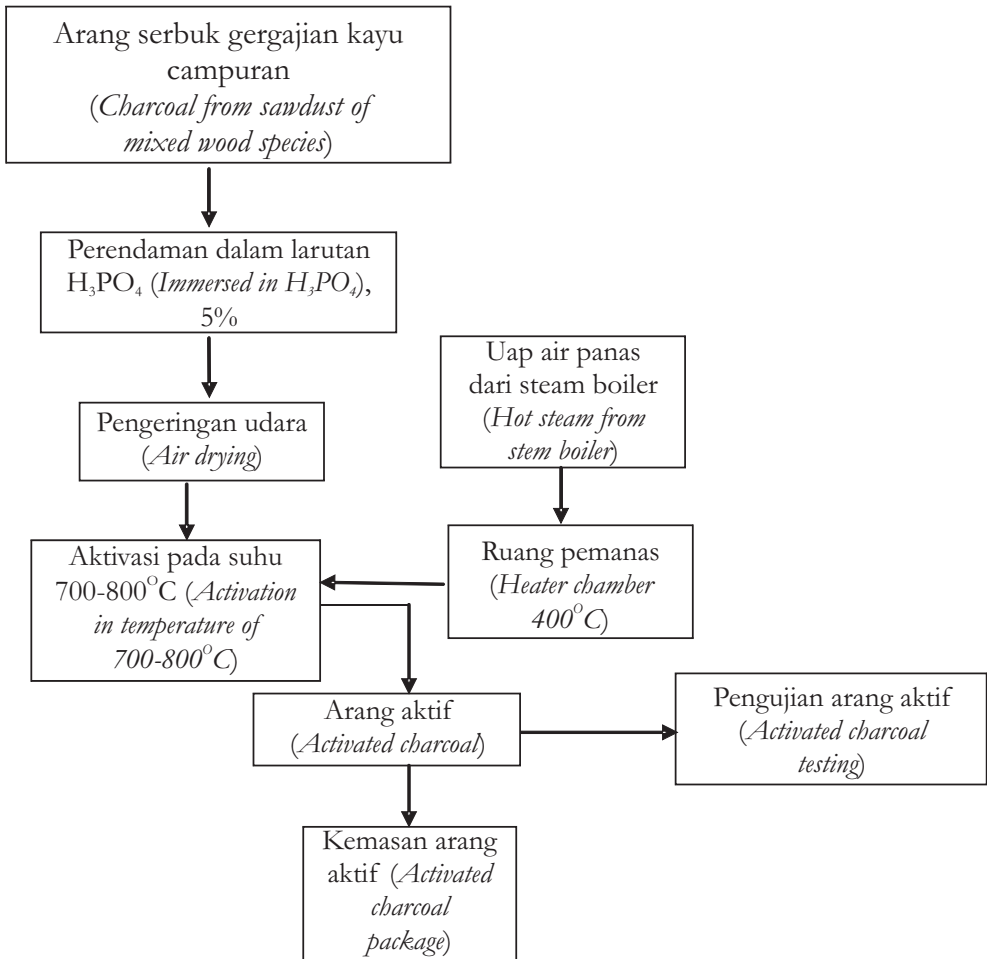 Arang serbuk gergajian kayu
campuran
(Charcoal from sawdust of
mixed wood species)
Perendaman dalam larutan
H₃PO₄ (Immersed in H₃PO₄),
5%
Uap air panas
dari steam boiler
(Hot steam from
stem boiler)
Pengeringan udara
(Air drying)
Aktivasi pada suhu
700-800°C (Activation
in temperature of
700-800°C)
Ruang pemanas
(Heater chamber
400°C)
Arang aktif
(Activated charcoal)
Pengujian arang aktif
(Activated charcoal
testing)
Kemasan arang
aktif (Activated
charcoal
package)